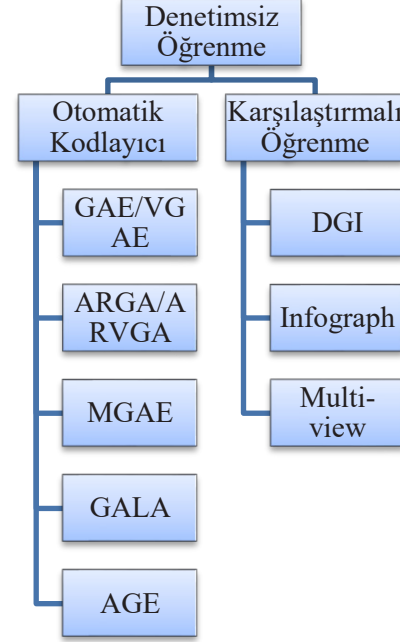 Denetimsiz
Öğrenme
Otomatik
Kodlayıcı
GAE/VG
AE
ARGA/A
RVGA
MGAE
GALA
AGE
Karşılaştırmalı
Öğrenme
DGI
Infograph
Multi-
view